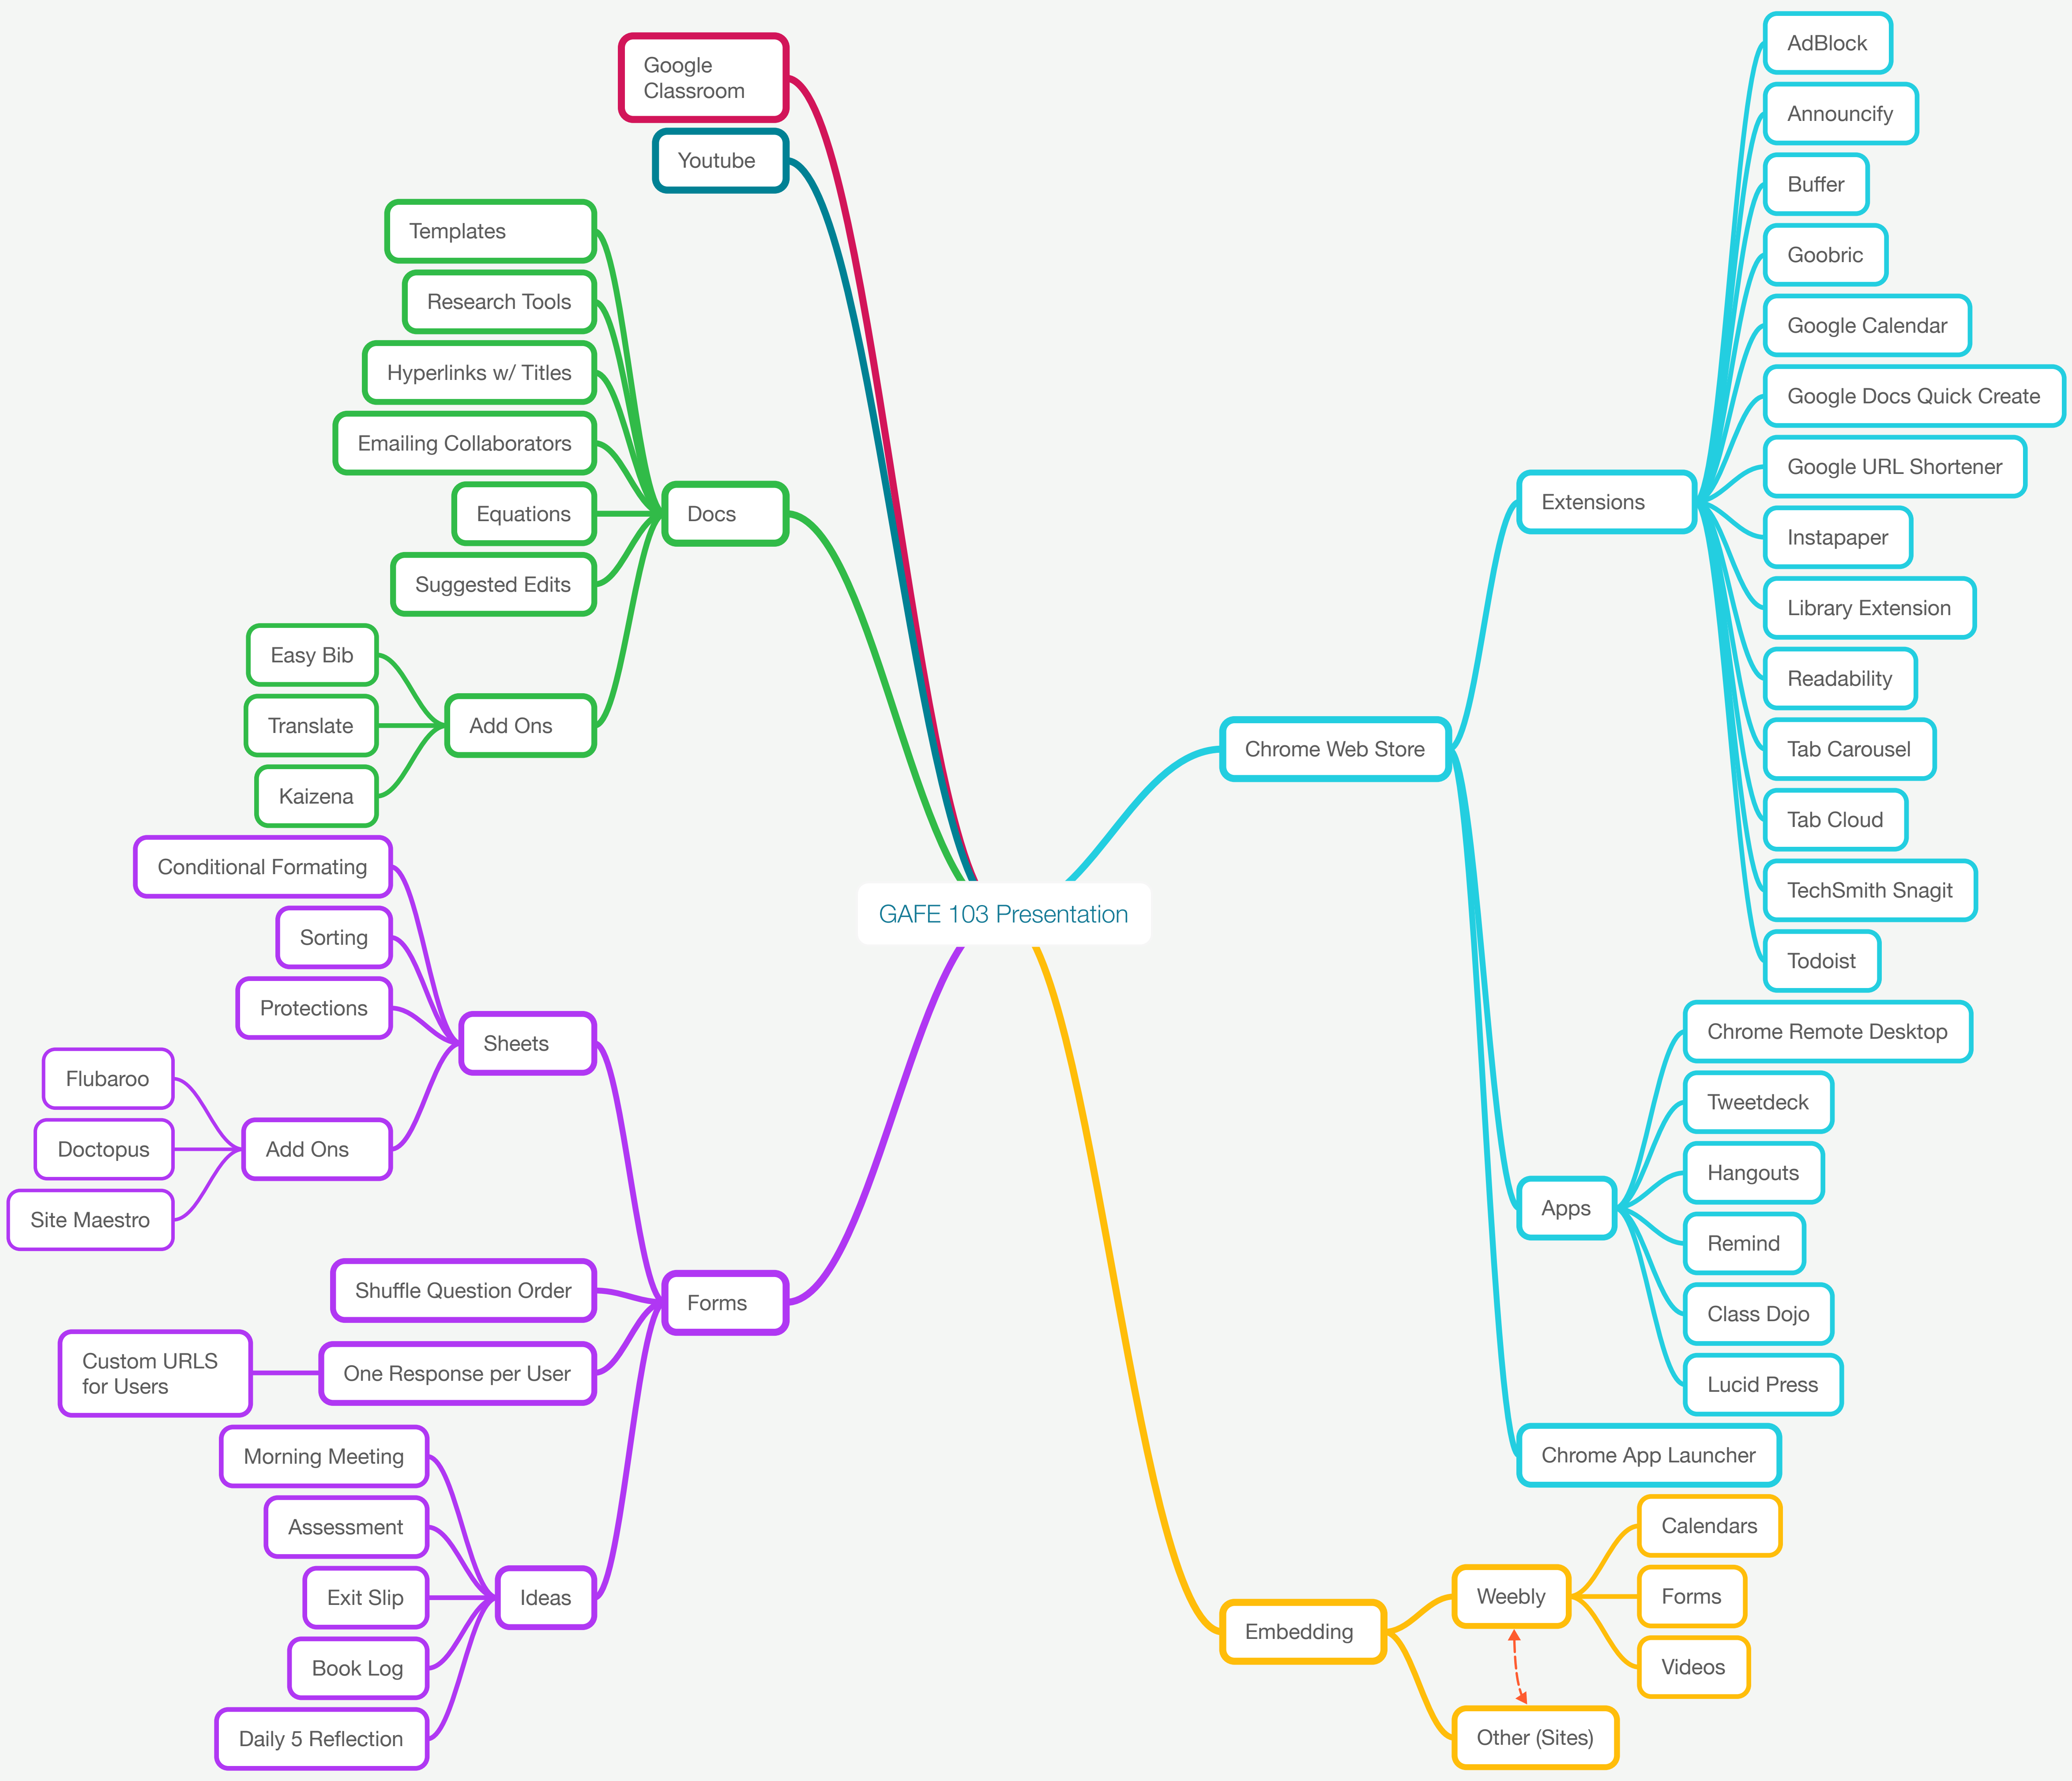 GAFE 103 Presentation
Google
Classroom
Youtube
Docs
Templates
Research Tools
Hyperlinks w/ Titles
Emailing Collaborators
Equations
Suggested Edits
Add Ons
Easy Bib
Translate
Kaizena
Forms
Sheets
Conditional Formating
Sorting
Protections
Add Ons
Flubaroo
Doctopus
Site Maestro
Shuffle Question Order
One Response per User
Custom URLS
for Users
Ideas
Morning Meeting
Assessment
Exit Slip
Book Log
Daily 5 Reflection
Chrome Web Store
Extensions
AdBlock
Announcify
Buffer
Goobric
Google Calendar
Google Docs Quick Create
Google URL Shortener
Instapaper
Library Extension
Readability
Tab Carousel
Tab Cloud
TechSmith Snagit
Todoist
Apps
Chrome Remote Desktop
Tweetdeck
Hangouts
Remind
Class Dojo
Lucid Press
Chrome App Launcher
Embedding
Weebly
Calendars
Forms
Videos
Other (Sites)